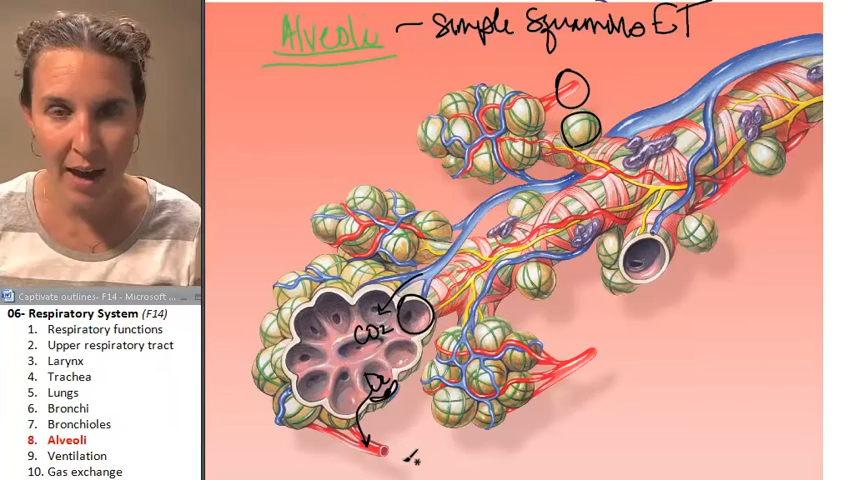 Alveoli – simple squamous ET
CO2
O2
Captivate outlines- F14 - Microsoft ...
06- Respiratory System (F14)
1. Respiratory functions
2. Upper respiratory tract
3. Larynx
4. Trachea
5. Lungs
6. Bronchi
7. Bronchioles
8. Alveoli
9. Ventilation
10. Gas exchange